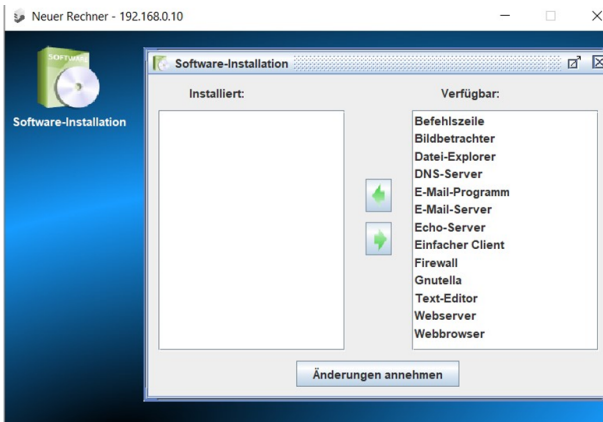 Neuer Rechner - 192.168.0.10
SOFTWARE
Software-Installation
Software-Installation
Installiert:
Verfügbar:
Befehlszeile
Bildbetrachter
Datei-Explorer
DNS-Server
E-Mail-Programm
E-Mail-Server
Echo-Server
Einfacher Client
Firewall
Gnutella
Text-Editor
Webserver
Webbrowser
Änderungen annehmen